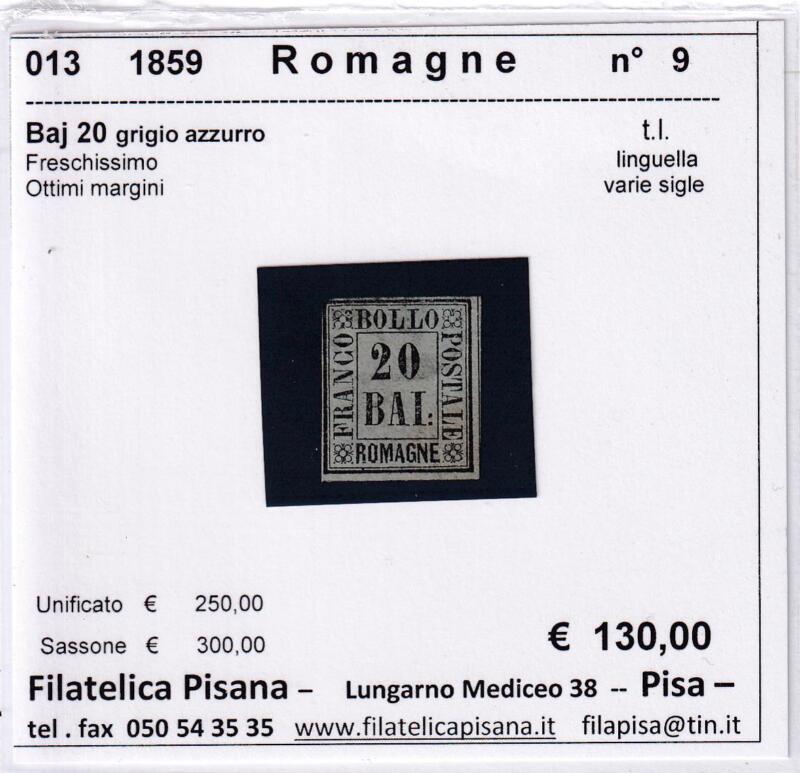 013 1859 Romagne n° 9
Baj 20 grigio azzurro t.l.
Freschissimo linguella
Ottimi margini varie sigle
BOLLO
FRANCO
POSTALE
20
BAI:
ROMAGNE
Unificato € 250,00
Sassone € 300,00
€ 130,00
Filatelica Pisana – Lungarno Mediceo 38 -- Pisa –
tel . fax 050 54 35 35 www.filatelicapisana.it filapisa@tin.it